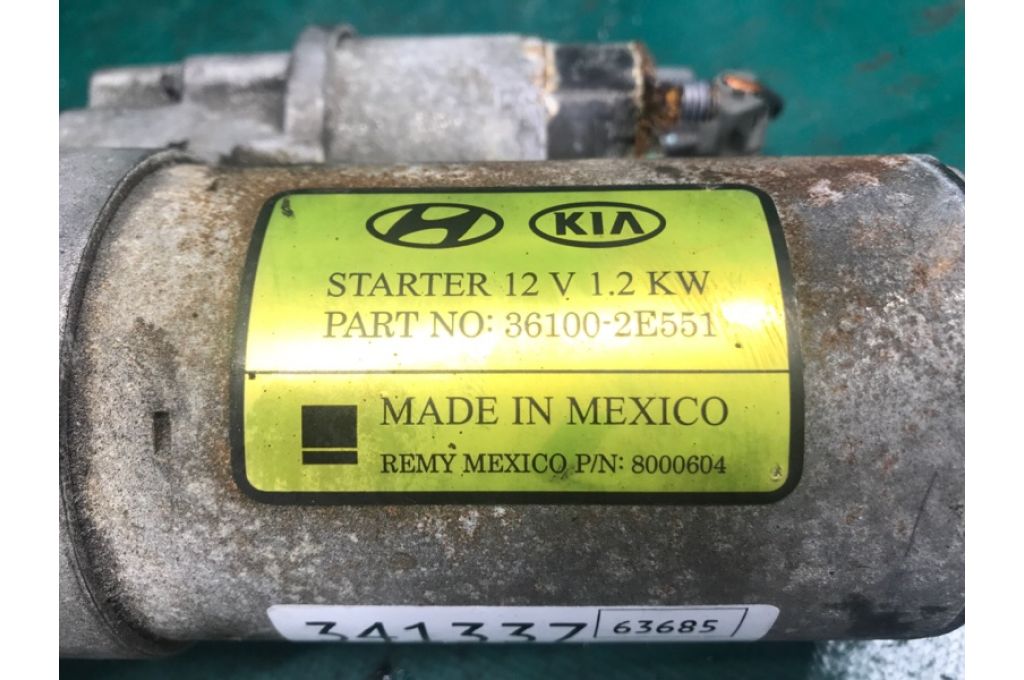 KIA
STARTER 12 V 1.2 KW
PART NO: 36100-2E551
MADE IN MEXICO
REMY MEXICO P/N: 8000604
341337 63685